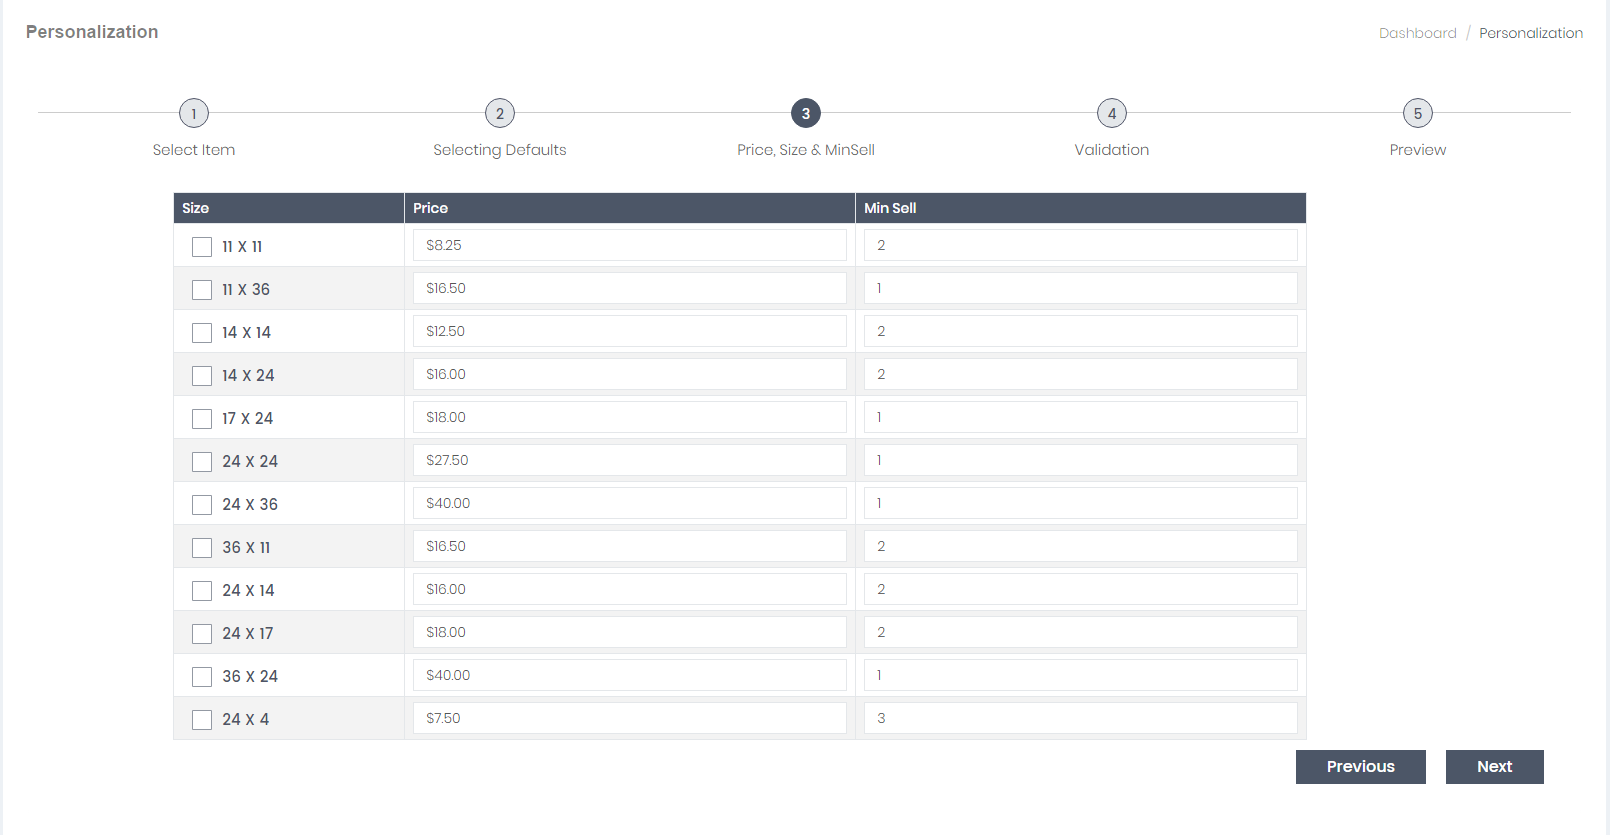 Personalization
Dashboard / Personalization
1 2 3 4 5
Select Item Selecting Defaults Price, Size & MinSell Validation Preview
Size Price Min Sell
11 X 11 $8.25 2
11 X 36 $16.50 1
14 X 14 $12.50 2
14 X 24 $16.00 2
17 X 24 $18.00 1
24 X 24 $27.50 1
24 X 36 $40.00 1
36 X 11 $16.50 2
24 X 14 $16.00 2
24 X 17 $18.00 2
36 X 24 $40.00 1
24 X 4 $7.50 3
Previous Next